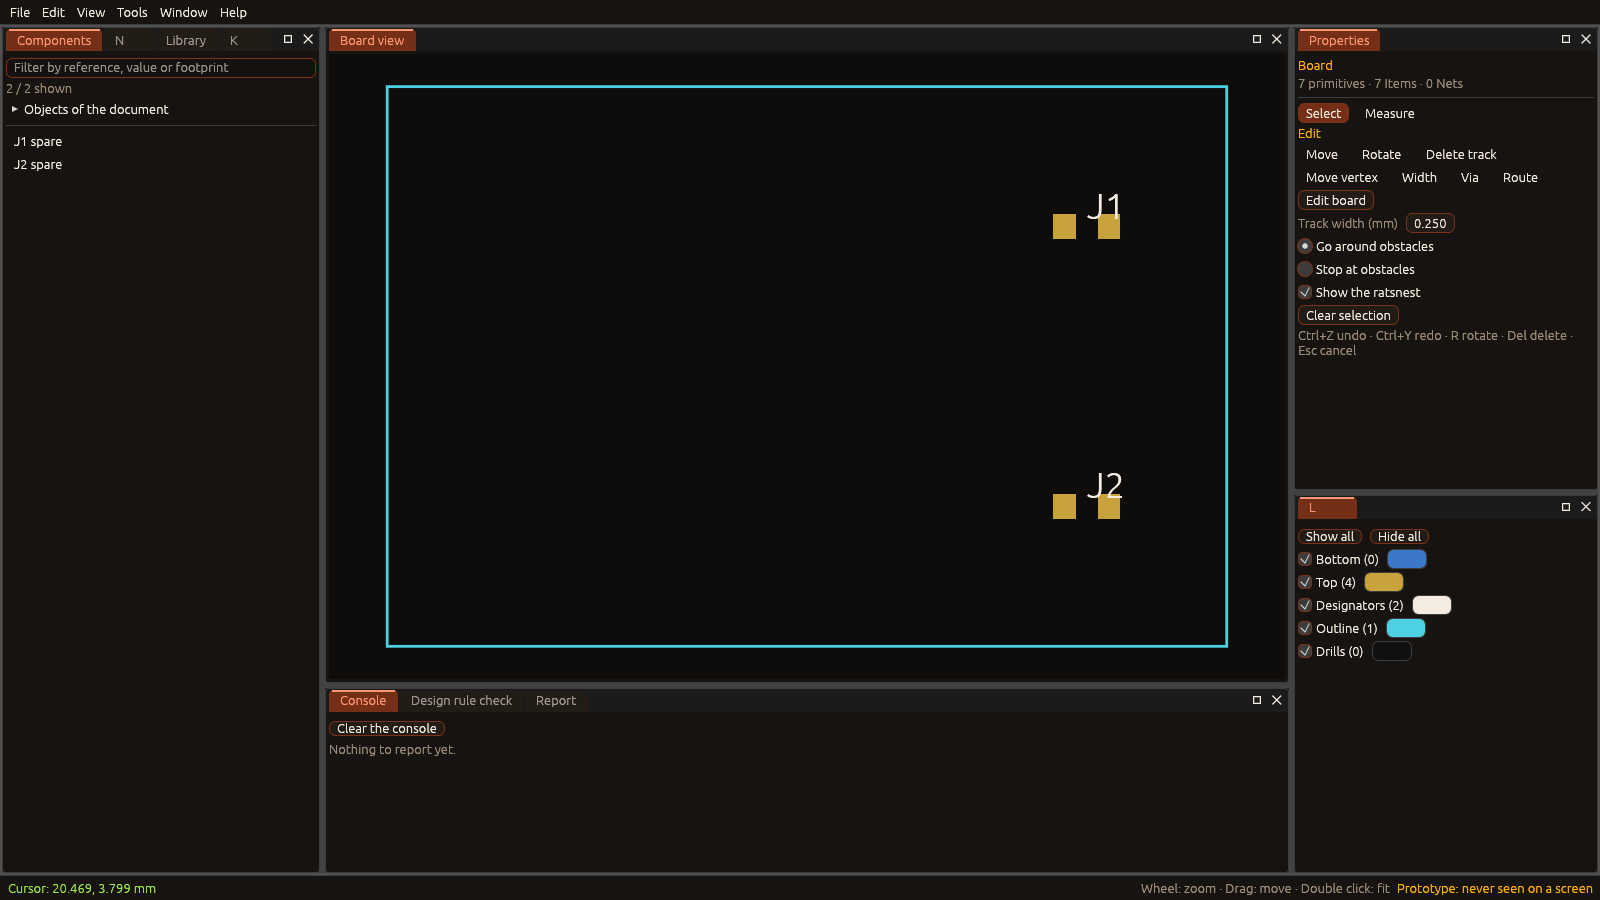 File Edit View Tools Window Help
Components N Library K
Filter by reference, value or footprint
2 / 2 shown
Objects of the document
J1 spare
J2 spare
Board view
J1
J2
Console Design rule check Report
Clear the console
Nothing to report yet.
Properties
Board
7 primitives · 7 Items · 0 Nets
Select Measure
Edit
Move Rotate Delete track
Move vertex Width Via Route
Edit board
Track width (mm) 0.250
Go around obstacles
Stop at obstacles
Show the ratsnest
Clear selection
Ctrl+Z undo · Ctrl+Y redo · R rotate · Del delete ·
Esc cancel
L
Show all Hide all
Bottom (0)
Top (4)
Designators (2)
Outline (1)
Drills (0)
Cursor: 20.469, 3.799 mm
Wheel: zoom · Drag: move · Double click: fit Prototype: never seen on a screen